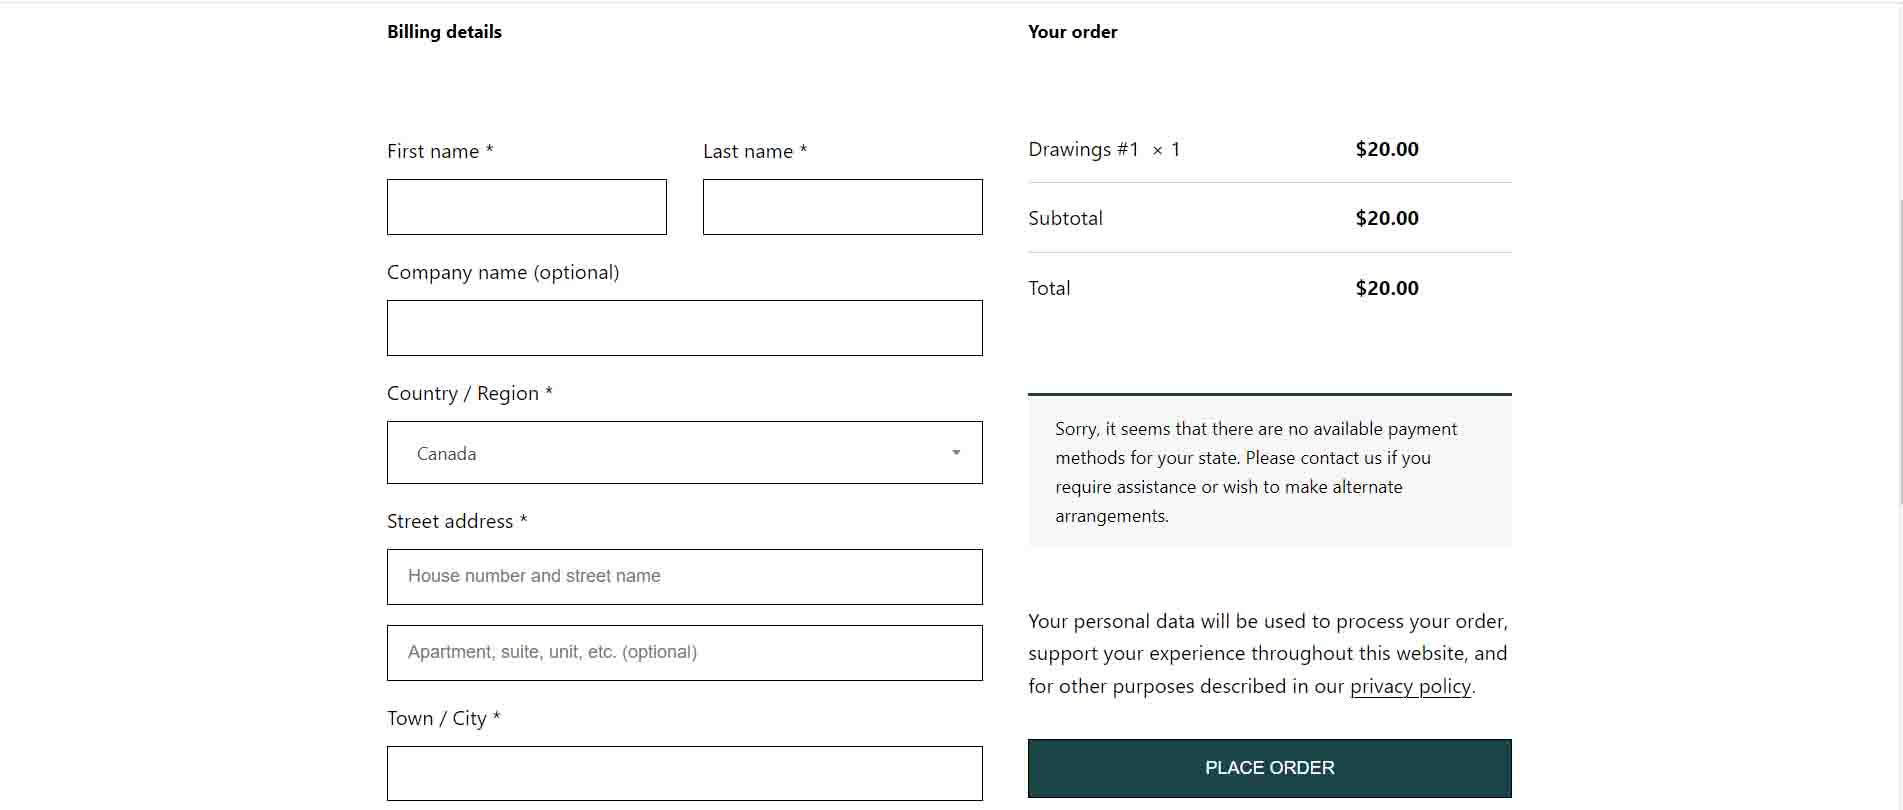 Billing details
First name *
Last name *
Company name (optional)
Country / Region *
Canada
Street address *
House number and street name
Apartment, suite, unit, etc. (optional)
Town / City *
Your order
Drawings #1 × 1 $20.00
Subtotal $20.00
Total $20.00
Sorry, it seems that there are no available payment
methods for your state. Please contact us if you
require assistance or wish to make alternate
arrangements.
Your personal data will be used to process your order,
support your experience throughout this website, and
for other purposes described in our privacy policy.
PLACE ORDER